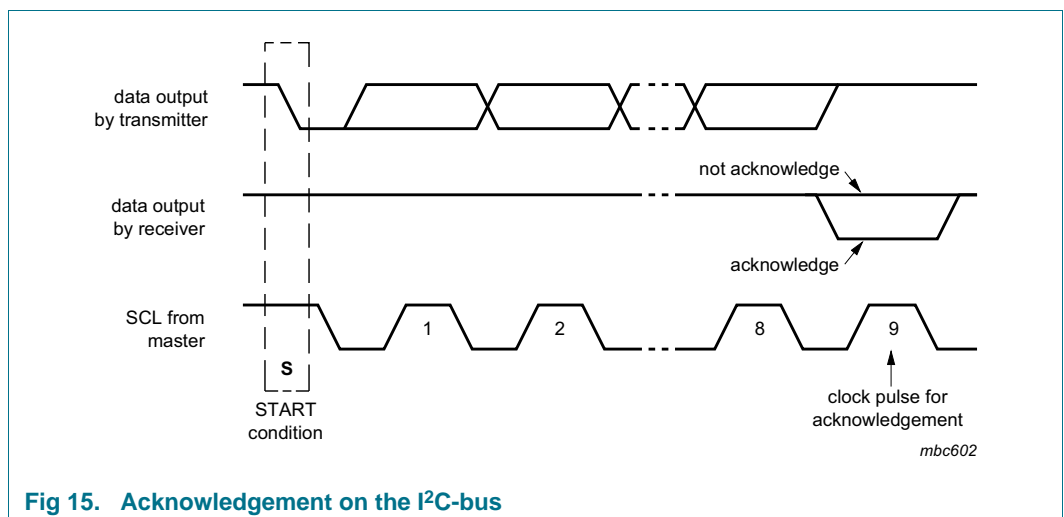 data output
by transmitter
not acknowledge
data output
by receiver
acknowledge
SCL from
master
1
2
8
9
S
START
condition
clock pulse for
acknowledgement
mbc602
Fig 15. Acknowledgement on the I²C-bus